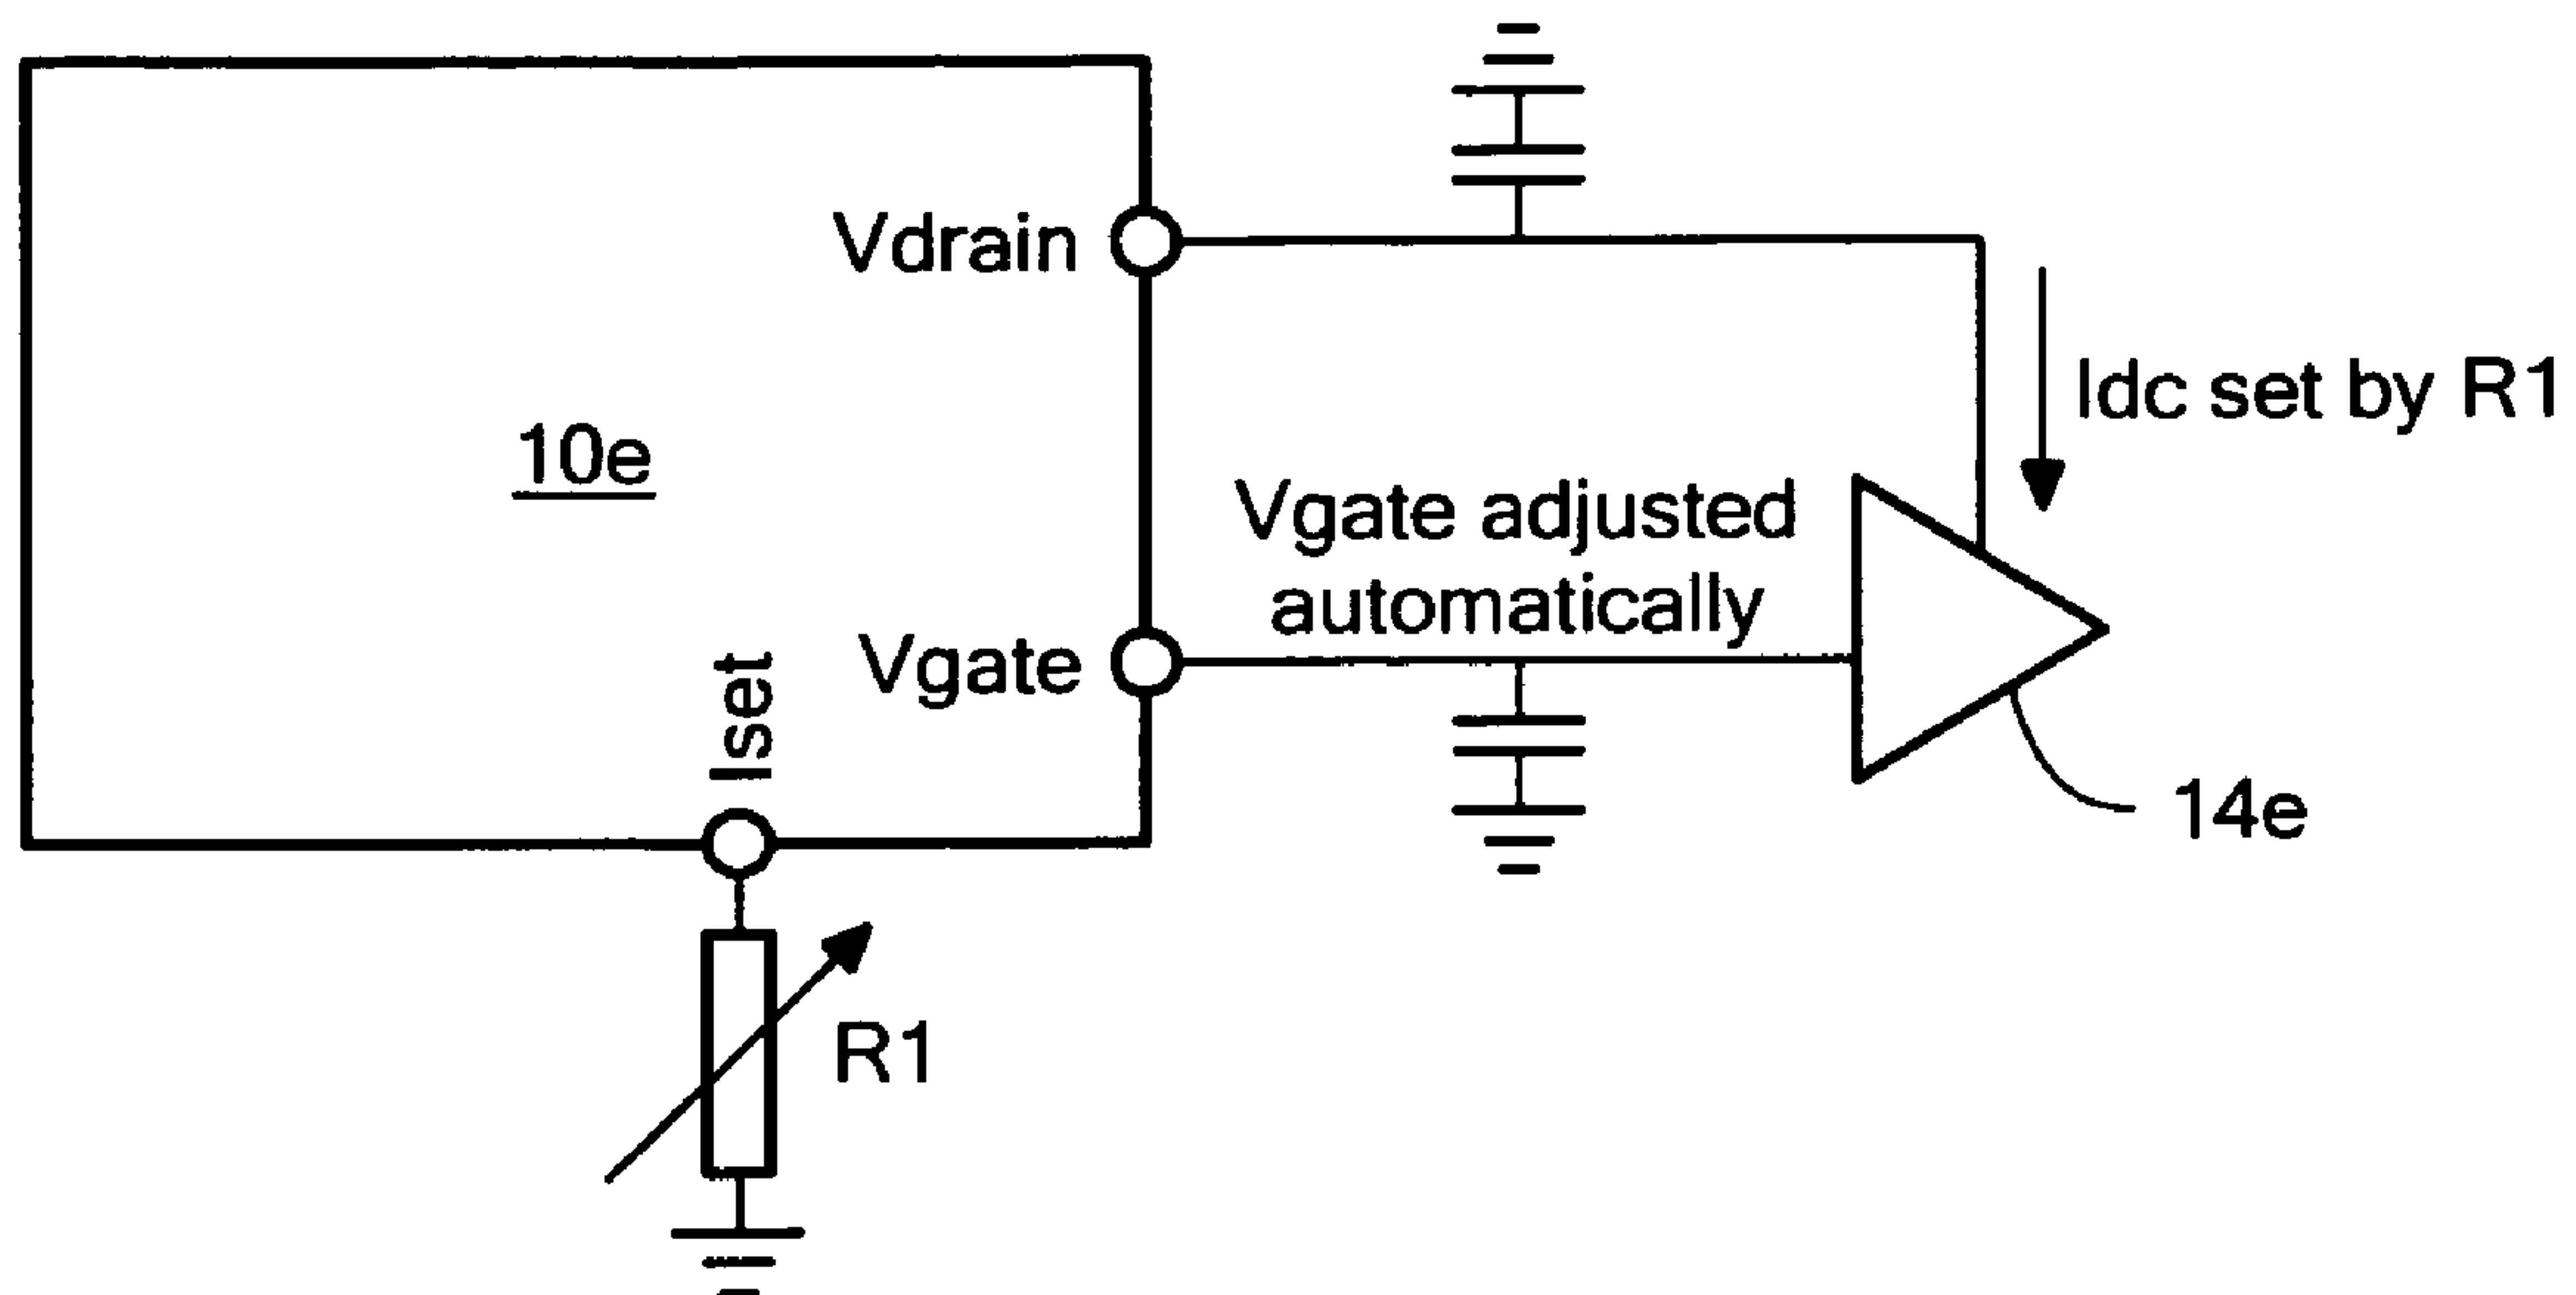 Vdrain
Idc set by R1
10e
Vgate adjusted
automatically
Vgate
Iset
14e
R1